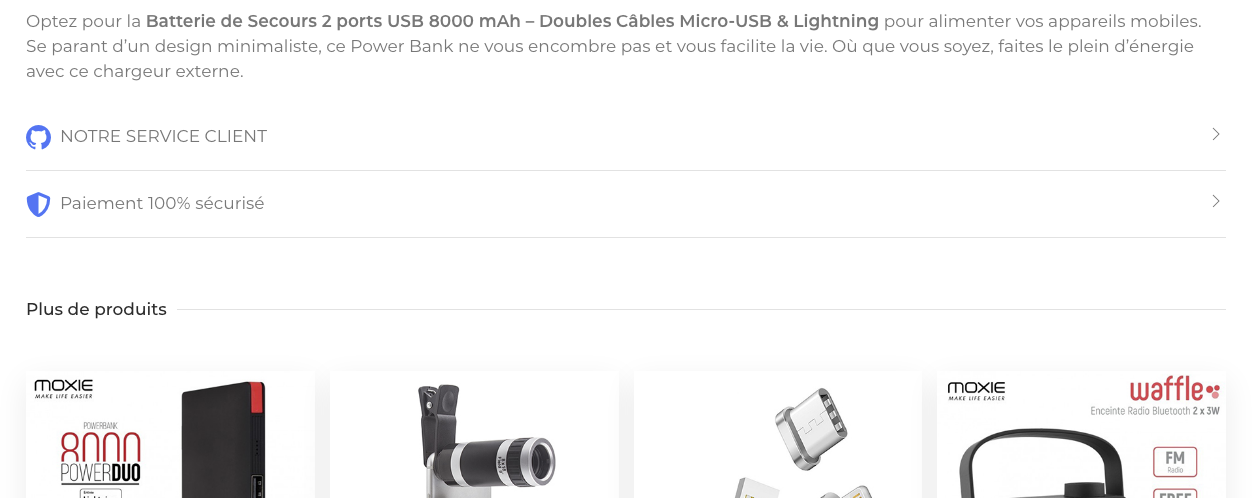 Optez pour la Batterie de Secours 2 ports USB 8000 mAh – Doubles Câbles Micro-USB & Lightning pour alimenter vos appareils mobiles.
Se parant d’un design minimaliste, ce Power Bank ne vous encombre pas et vous facilite la vie. Où que vous soyez, faites le plein d’énergie
avec ce chargeur externe.
NOTRE SERVICE CLIENT
Paiement 100% sécurisé
Plus de produits
MOXIE
MAKE LIFE EASIER
POWERBANK
8000
POWERDUO
MOXIE
MAKE LIFE EASIER
waffle
Enceinte Radio Bluetooth 2 x 3W
FM
Radio
FREE